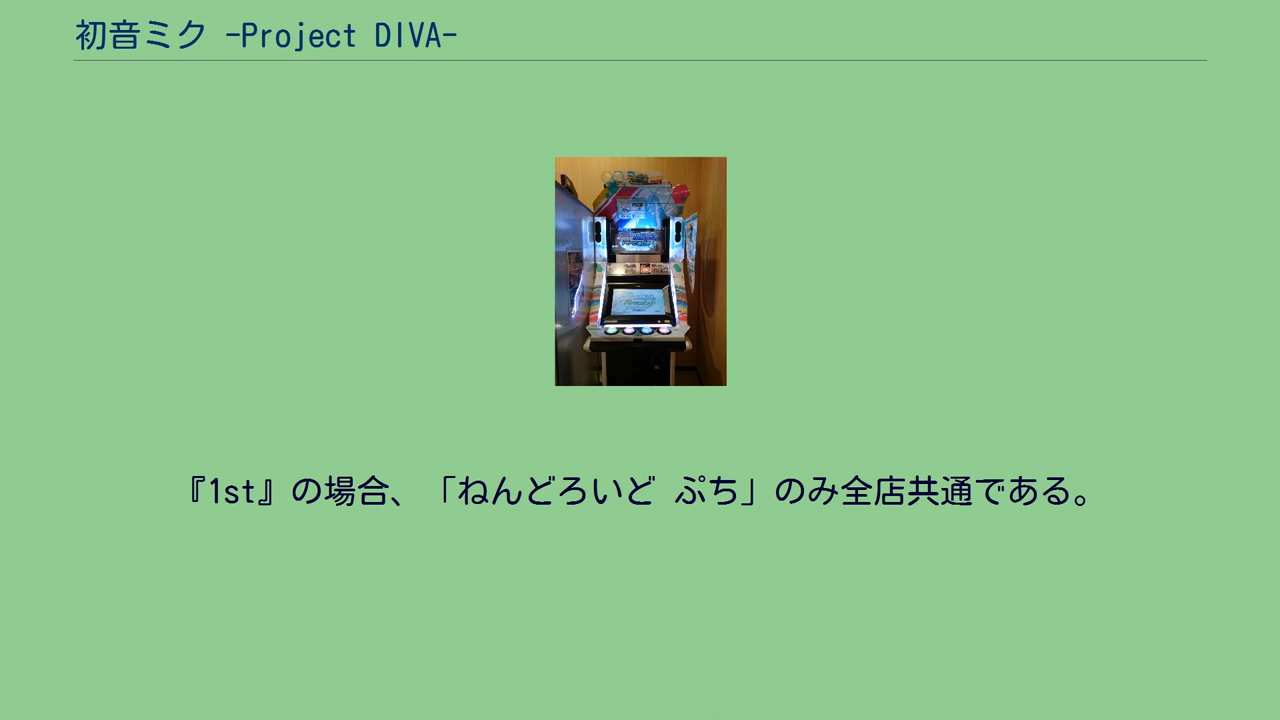 初音ミク -Project DIVA-
『1st』の場合、「ねんどろいど ぷち」のみ全店共通である。